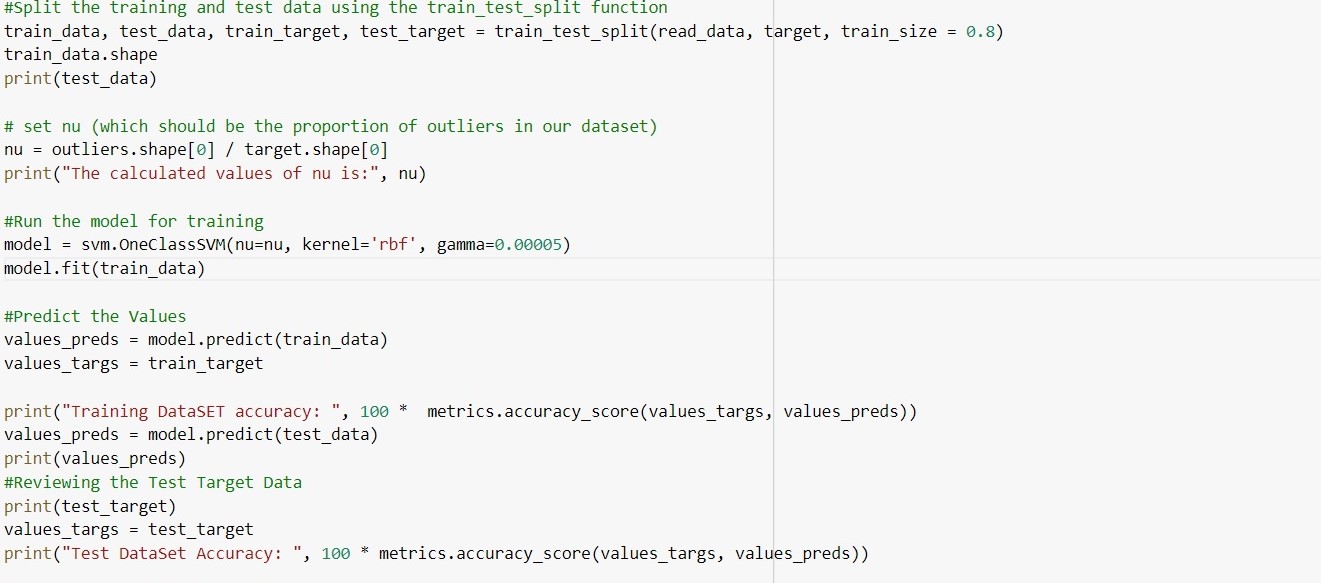 #Split the training and test data using the train_test_split function
train_data, test_data, train_target, test_target = train_test_split(read_data, target, train_size = 0.8)
train_data.shape
print(test_data)
# set nu (which should be the proportion of outliers in our dataset)
nu = outliers.shape[0] / target.shape[0]
print("The calculated values of nu is:", nu)
#Run the model for training
model = svm.OneClassSVM(nu=nu, kernel='rbf', gamma=0.00005)
model.fit(train_data)
#Predict the Values
values_preds = model.predict(train_data)
values_targs = train_target
print("Training DataSET accuracy: ", 100 *  metrics.accuracy_score(values_targs, values_preds))
values_preds = model.predict(test_data)
print(values_preds)
#Reviewing the Test Target Data
print(test_target)
values_targs = test_target
print("Test DataSet Accuracy: ", 100 * metrics.accuracy_score(values_targs, values_preds))